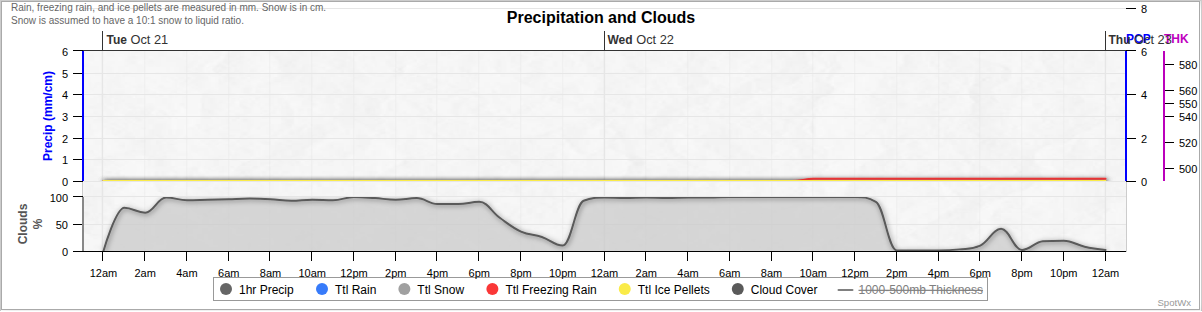 Rain, freezing rain, and ice pellets are measured in mm. Snow is in cm.
Snow is assumed to have a 10:1 snow to liquid ratio.
Precipitation and Clouds
8
Tue Oct 21
Wed Oct 22
Thu Oct 23
PCP
THK
6
5
4
3
2
1
0
Precip (mm/cm)
6
4
2
0
580
560
550
540
520
500
100
50
0
Clouds
%
12am 2am 4am 6am 8am 10am 12pm 2pm 4pm 6pm 8pm 10pm 12am 2am 4am 6am 8am 10am 12pm 2pm 4pm 6pm 8pm 10pm 12am
1hr Precip Ttl Rain Ttl Snow Ttl Freezing Rain Ttl Ice Pellets Cloud Cover 1000-500mb Thickness
SpotWx